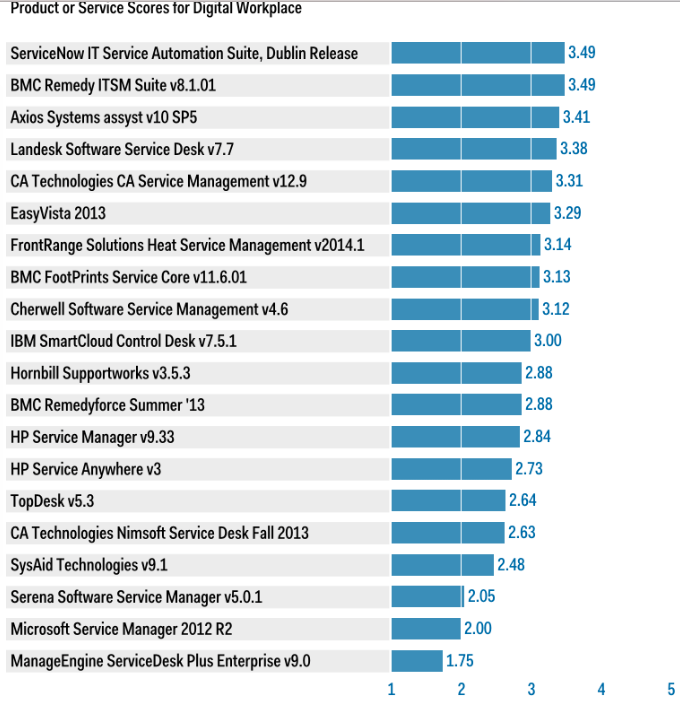 Product or Service Scores for Digital Workplace
ServiceNow IT Service Automation Suite, Dublin Release 3.49
BMC Remedy ITSM Suite v8.1.01 3.49
Axios Systems assyst v10 SP5 3.41
Landesk Software Service Desk v7.7 3.38
CA Technologies CA Service Management v12.9 3.31
EasyVista 2013 3.29
FrontRange Solutions Heat Service Management v2014.1 3.14
BMC FootPrints Service Core v11.6.01 3.13
Cherwell Software Service Management v4.6 3.12
IBM SmartCloud Control Desk v7.5.1 3.00
Hornbill Supportworks v3.5.3 2.88
BMC Remedyforce Summer '13 2.88
HP Service Manager v9.33 2.84
HP Service Anywhere v3 2.73
TopDesk v5.3 2.64
CA Technologies Nimsoft Service Desk Fall 2013 2.63
SysAid Technologies v9.1 2.48
Serena Software Service Manager v5.0.1 2.05
Microsoft Service Manager 2012 R2 2.00
ManageEngine ServiceDesk Plus Enterprise v9.0 1.75
1 2 3 4 5